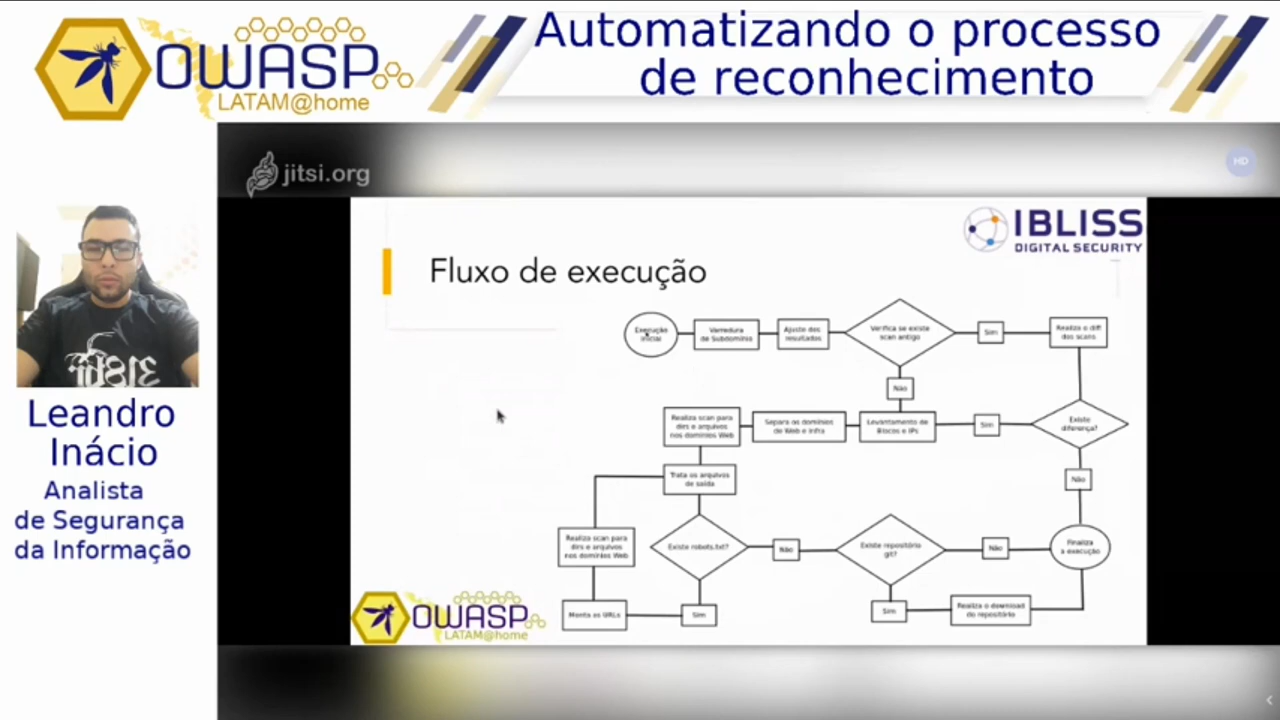 OWASP
LATAM@home
Automatizando o processo
de reconhecimento
jitsi.org
HD
IBLISS
DIGITAL SECURITY
Fluxo de execução
Execução
Inicial
Varredura
de Subdomínio
Ajuste dos
resultados
Verifica se existe
scan antigo
Sim
Realiza o diff
dos scans
Não
Realiza scan para
dirs e arquivos
nos domínios Web
Separa os domínios
de Web e Infra
Levantamento de
Blocos e IPs
Sim
Existe
diferença?
Trata os arquivos
de saída
Não
Realiza scan para
dirs e arquivos
nos domínios Web
Existe robots.txt?
Não
Existe repositório
git?
Não
Finaliza
a execução
Monta as URLs
Sim
Sim
Realiza o download
do repositório
OWASP
LATAM@home
Leandro
Inácio
Analista
de Segurança
da Informação